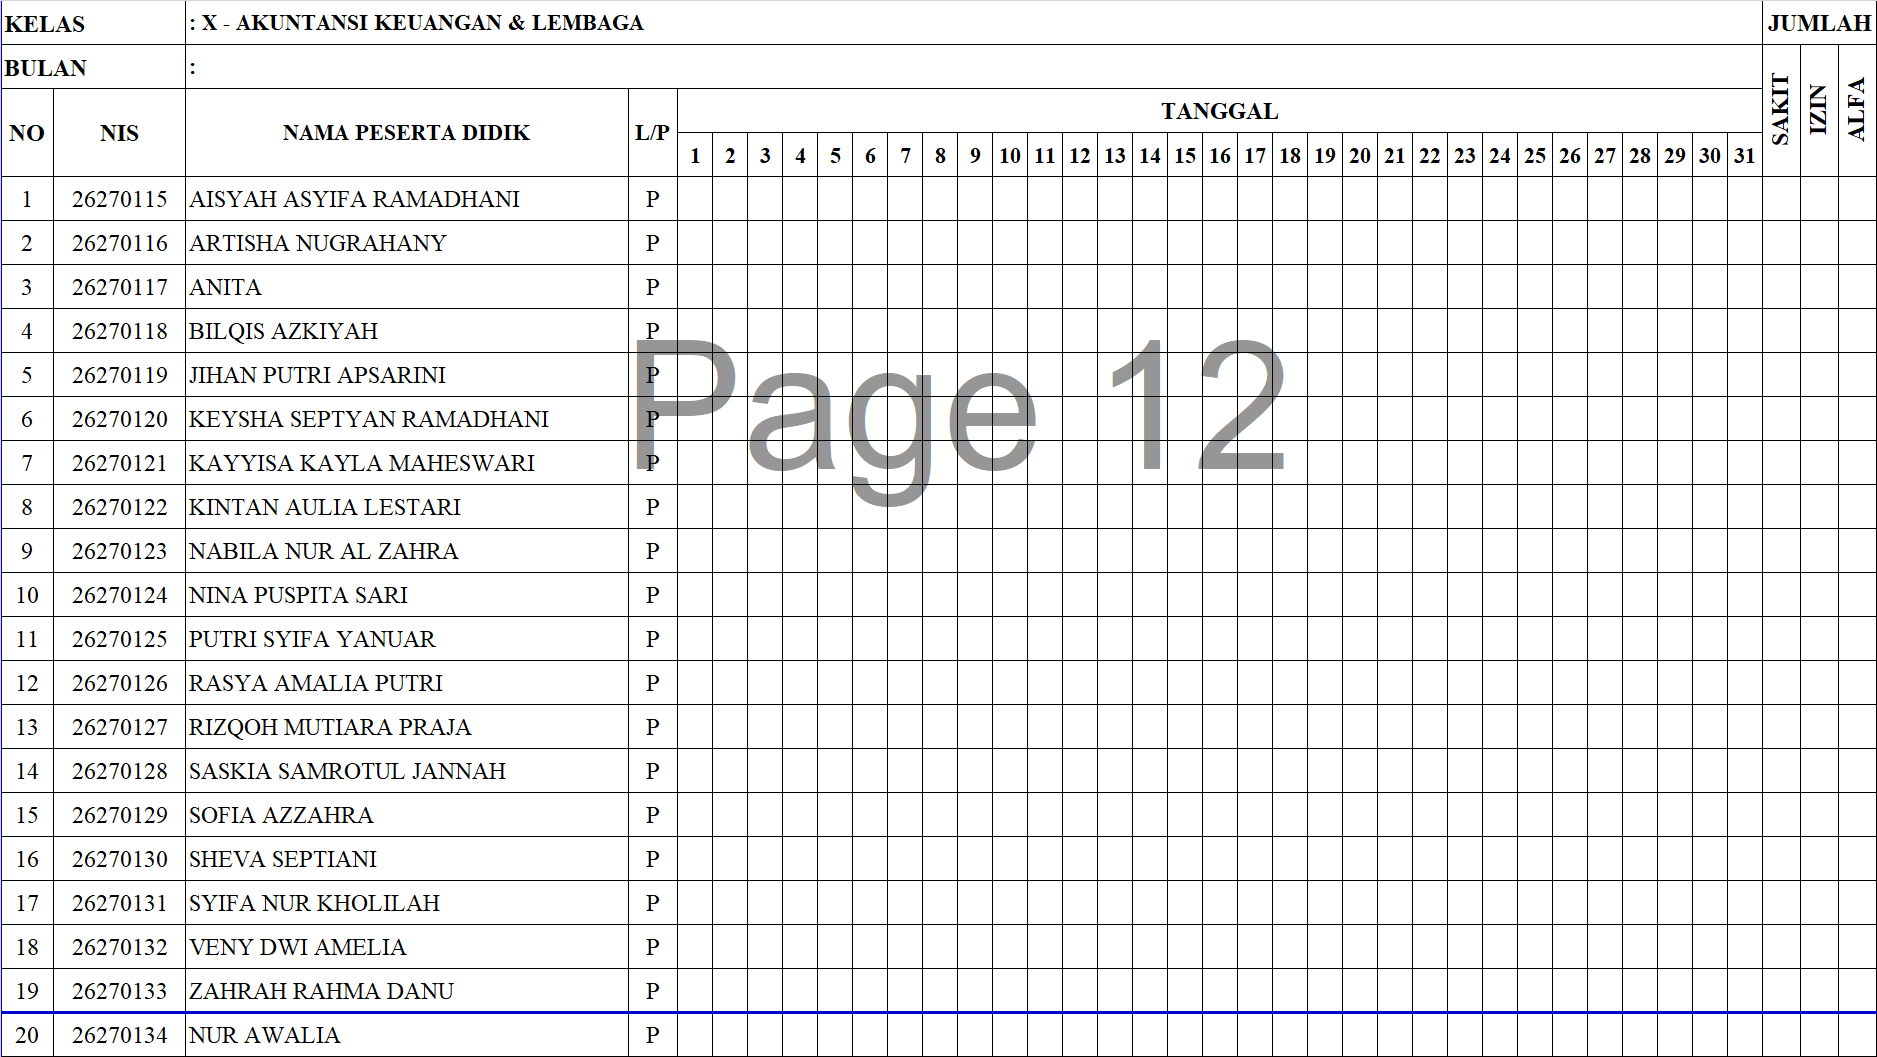 KELAS : X - AKUNTANSI KEUANGAN & LEMBAGA JUMLAH
BULAN :
NO NIS NAMA PESERTA DIDIK L/P TANGGAL SAKIT IZIN ALFA
1 2 3 4 5 6 7 8 9 10 11 12 13 14 15 16 17 18 19 20 21 22 23 24 25 26 27 28 29 30 31
1 26270115 AISYAH ASYIFA RAMADHANI P
2 26270116 ARTISHA NUGRAHANY P
3 26270117 ANITA P
4 26270118 BILQIS AZKIYAH P
5 26270119 JIHAN PUTRI APSARINI P
6 26270120 KEYSHA SEPTYAN RAMADHANI P
7 26270121 KAYYISA KAYLA MAHESWARI P
8 26270122 KINTAN AULIA LESTARI P
9 26270123 NABILA NUR AL ZAHRA P
10 26270124 NINA PUSPITA SARI P
11 26270125 PUTRI SYIFA YANUAR P
12 26270126 RASYA AMALIA PUTRI P
13 26270127 RIZQOH MUTIARA PRAJA P
14 26270128 SASKIA SAMROTUL JANNAH P
15 26270129 SOFIA AZZAHRA P
16 26270130 SHEVA SEPTIANI P
17 26270131 SYIFA NUR KHOLILAH P
18 26270132 VENY DWI AMELIA P
19 26270133 ZAHRAH RAHMA DANU P
20 26270134 NUR AWALIA P
Page 12